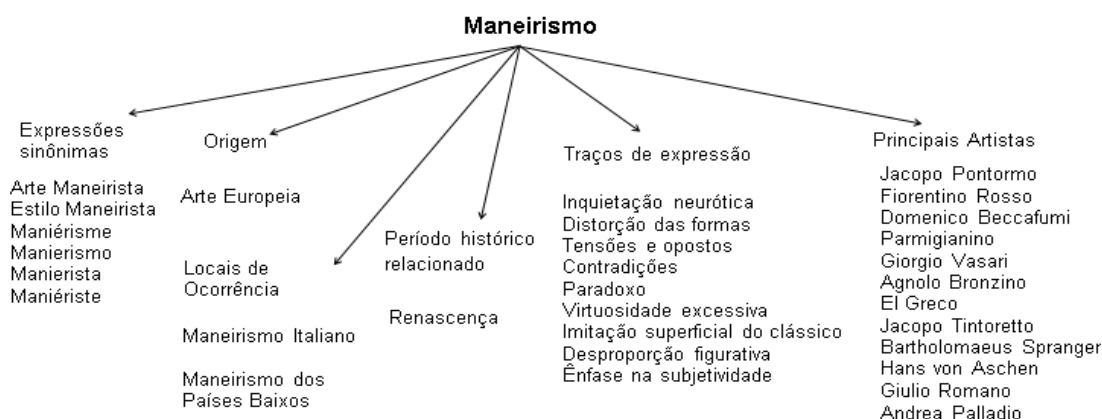 Maneirismo
Expressões
sinônimas
Arte Maneirista
Estilo Maneirista
Maniérisme
Manierismo
Manierista
Maniériste
Origem
Arte Europeia
Locais de
Ocorrência
Maneirismo Italiano
Maneirismo dos
Países Baixos
Período histórico
relacionado
Renascença
Traços de expressão
Inquietação neurótica
Distorção das formas
Tensões e opostos
Contradições
Paradoxo
Virtuosidade excessiva
Imitação superficial do clássico
Desproporção figurativa
Ênfase na subjetividade
Principais Artistas
Jacopo Pontormo
Fiorentino Rosso
Domenico Beccafumi
Parmigianino
Giorgio Vasari
Agnolo Bronzino
El Greco
Jacopo Tintoretto
Bartholomaeus Spranger
Hans von Aschen
Giulio Romano
Andrea Palladio